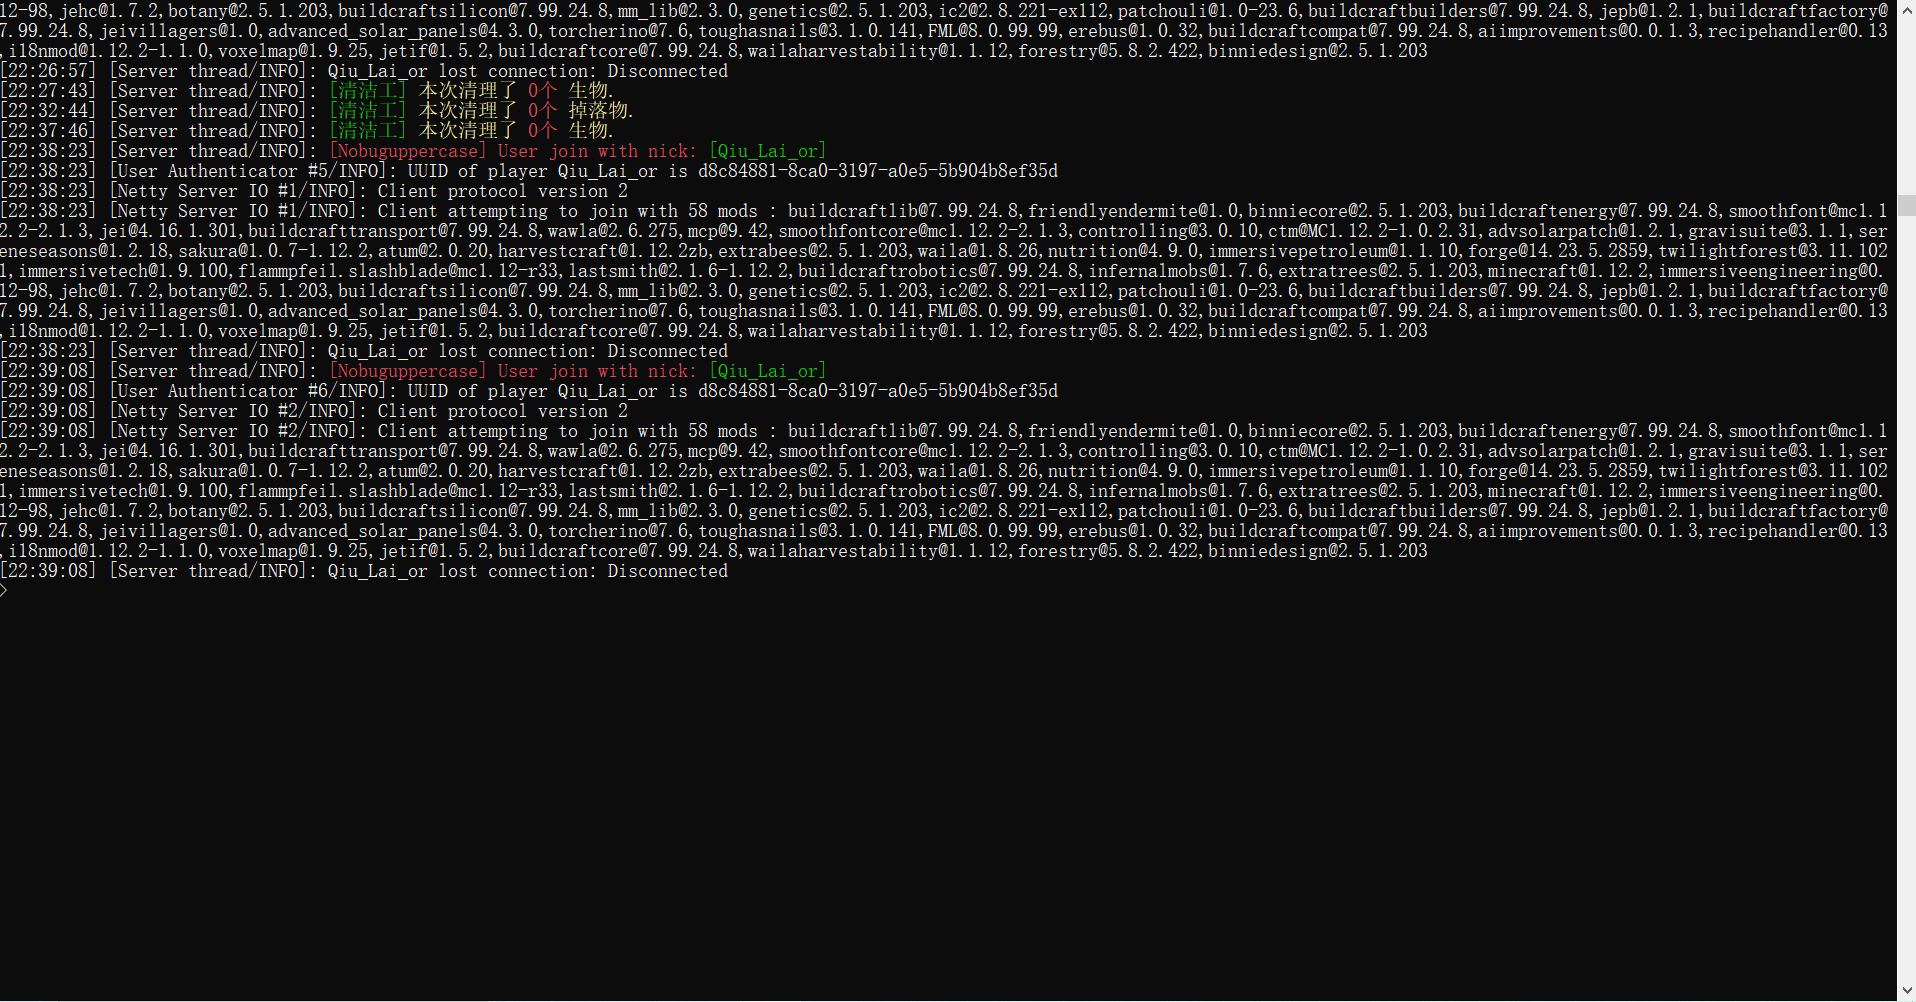 12-98,jehc@1.7.2,botany@2.5.1.203,buildcraftsilicon@7.99.24.8,mm_lib@2.3.0,genetics@2.5.1.203,ic2@2.8.221-ex112,patchouli@1.0-23.6,buildcraftbuilders@7.99.24.8,jepb@1.2.1,buildcraftfactory@
7.99.24.8,jeivillagers@1.0,advanced_solar_panels@4.3.0,torcherino@7.6,toughasnails@3.1.0.141,FML@8.0.99.99,erebus@1.0.32,buildcraftcompat@7.99.24.8,aiimprovements@0.0.1.3,recipehandler@0.13
,i18nmod@1.12.2-1.1.0,voxelmap@1.9.25,jetif@1.5.2,buildcraftcore@7.99.24.8,wailaharvestability@1.1.12,forestry@5.8.2.422,binniedesign@2.5.1.203
[22:26:57] [Server thread/INFO]: Qiu_Lai_or lost connection: Disconnected
[22:27:43] [Server thread/INFO]: [清洁工] 本次清理了 0个 生物.
[22:32:44] [Server thread/INFO]: [清洁工] 本次清理了 0个 掉落物.
[22:37:46] [Server thread/INFO]: [清洁工] 本次清理了 0个 生物.
[22:38:23] [Server thread/INFO]: [Nobuguppercase] User join with nick: [Qiu_Lai_or]
[22:38:23] [User Authenticator #5/INFO]: UUID of player Qiu_Lai_or is d8c84881-8ca0-3197-a0e5-5b904b8ef35d
[22:38:23] [Netty Server IO #1/INFO]: Client protocol version 2
[22:38:23] [Netty Server IO #1/INFO]: Client attempting to join with 58 mods : buildcraftlib@7.99.24.8,friendlyendermite@1.0,binniecore@2.5.1.203,buildcraftenergy@7.99.24.8,smoothfont@mc1.1
2.2-2.1.3,jei@4.16.1.301,buildcrafttransport@7.99.24.8,wawla@2.6.275,mcp@9.42,smoothfontcore@mc1.12.2-2.1.3,controlling@3.0.10,ctm@MC1.12.2-1.0.2.31,advsolarpatch@1.2.1,gravisuite@3.1.1,ser
eneseasons@1.2.18,sakura@1.0.7-1.12.2,atum@2.0.20,harvestcraft@1.12.2zb,extrabees@2.5.1.203,waila@1.8.26,nutrition@4.9.0,immersivepetroleum@1.1.10,forge@14.23.5.2859,twilightforest@3.11.102
1,immersivetech@1.9.100,flammpfeil.slashblade@mc1.12-r33,lastsmith@2.1.6-1.12.2,buildcraftrobotics@7.99.24.8,infernalmobs@1.7.6,extratrees@2.5.1.203,minecraft@1.12.2,immersiveengineering@0.
12-98,jehc@1.7.2,botany@2.5.1.203,buildcraftsilicon@7.99.24.8,mm_lib@2.3.0,genetics@2.5.1.203,ic2@2.8.221-ex112,patchouli@1.0-23.6,buildcraftbuilders@7.99.24.8,jepb@1.2.1,buildcraftfactory@
7.99.24.8,jeivillagers@1.0,advanced_solar_panels@4.3.0,torcherino@7.6,toughasnails@3.1.0.141,FML@8.0.99.99,erebus@1.0.32,buildcraftcompat@7.99.24.8,aiimprovements@0.0.1.3,recipehandler@0.13
,i18nmod@1.12.2-1.1.0,voxelmap@1.9.25,jetif@1.5.2,buildcraftcore@7.99.24.8,wailaharvestability@1.1.12,forestry@5.8.2.422,binniedesign@2.5.1.203
[22:38:23] [Server thread/INFO]: Qiu_Lai_or lost connection: Disconnected
[22:39:08] [Server thread/INFO]: [Nobuguppercase] User join with nick: [Qiu_Lai_or]
[22:39:08] [User Authenticator #6/INFO]: UUID of player Qiu_Lai_or is d8c84881-8ca0-3197-a0e5-5b904b8ef35d
[22:39:08] [Netty Server IO #2/INFO]: Client protocol version 2
[22:39:08] [Netty Server IO #2/INFO]: Client attempting to join with 58 mods : buildcraftlib@7.99.24.8,friendlyendermite@1.0,binniecore@2.5.1.203,buildcraftenergy@7.99.24.8,smoothfont@mc1.1
2.2-2.1.3,jei@4.16.1.301,buildcrafttransport@7.99.24.8,wawla@2.6.275,mcp@9.42,smoothfontcore@mc1.12.2-2.1.3,controlling@3.0.10,ctm@MC1.12.2-1.0.2.31,advsolarpatch@1.2.1,gravisuite@3.1.1,ser
eneseasons@1.2.18,sakura@1.0.7-1.12.2,atum@2.0.20,harvestcraft@1.12.2zb,extrabees@2.5.1.203,waila@1.8.26,nutrition@4.9.0,immersivepetroleum@1.1.10,forge@14.23.5.2859,twilightforest@3.11.102
1,immersivetech@1.9.100,flammpfeil.slashblade@mc1.12-r33,lastsmith@2.1.6-1.12.2,buildcraftrobotics@7.99.24.8,infernalmobs@1.7.6,extratrees@2.5.1.203,minecraft@1.12.2,immersiveengineering@0.
12-98,jehc@1.7.2,botany@2.5.1.203,buildcraftsilicon@7.99.24.8,mm_lib@2.3.0,genetics@2.5.1.203,ic2@2.8.221-ex112,patchouli@1.0-23.6,buildcraftbuilders@7.99.24.8,jepb@1.2.1,buildcraftfactory@
7.99.24.8,jeivillagers@1.0,advanced_solar_panels@4.3.0,torcherino@7.6,toughasnails@3.1.0.141,FML@8.0.99.99,erebus@1.0.32,buildcraftcompat@7.99.24.8,aiimprovements@0.0.1.3,recipehandler@0.13
,i18nmod@1.12.2-1.1.0,voxelmap@1.9.25,jetif@1.5.2,buildcraftcore@7.99.24.8,wailaharvestability@1.1.12,forestry@5.8.2.422,binniedesign@2.5.1.203
[22:39:08] [Server thread/INFO]: Qiu_Lai_or lost connection: Disconnected
>